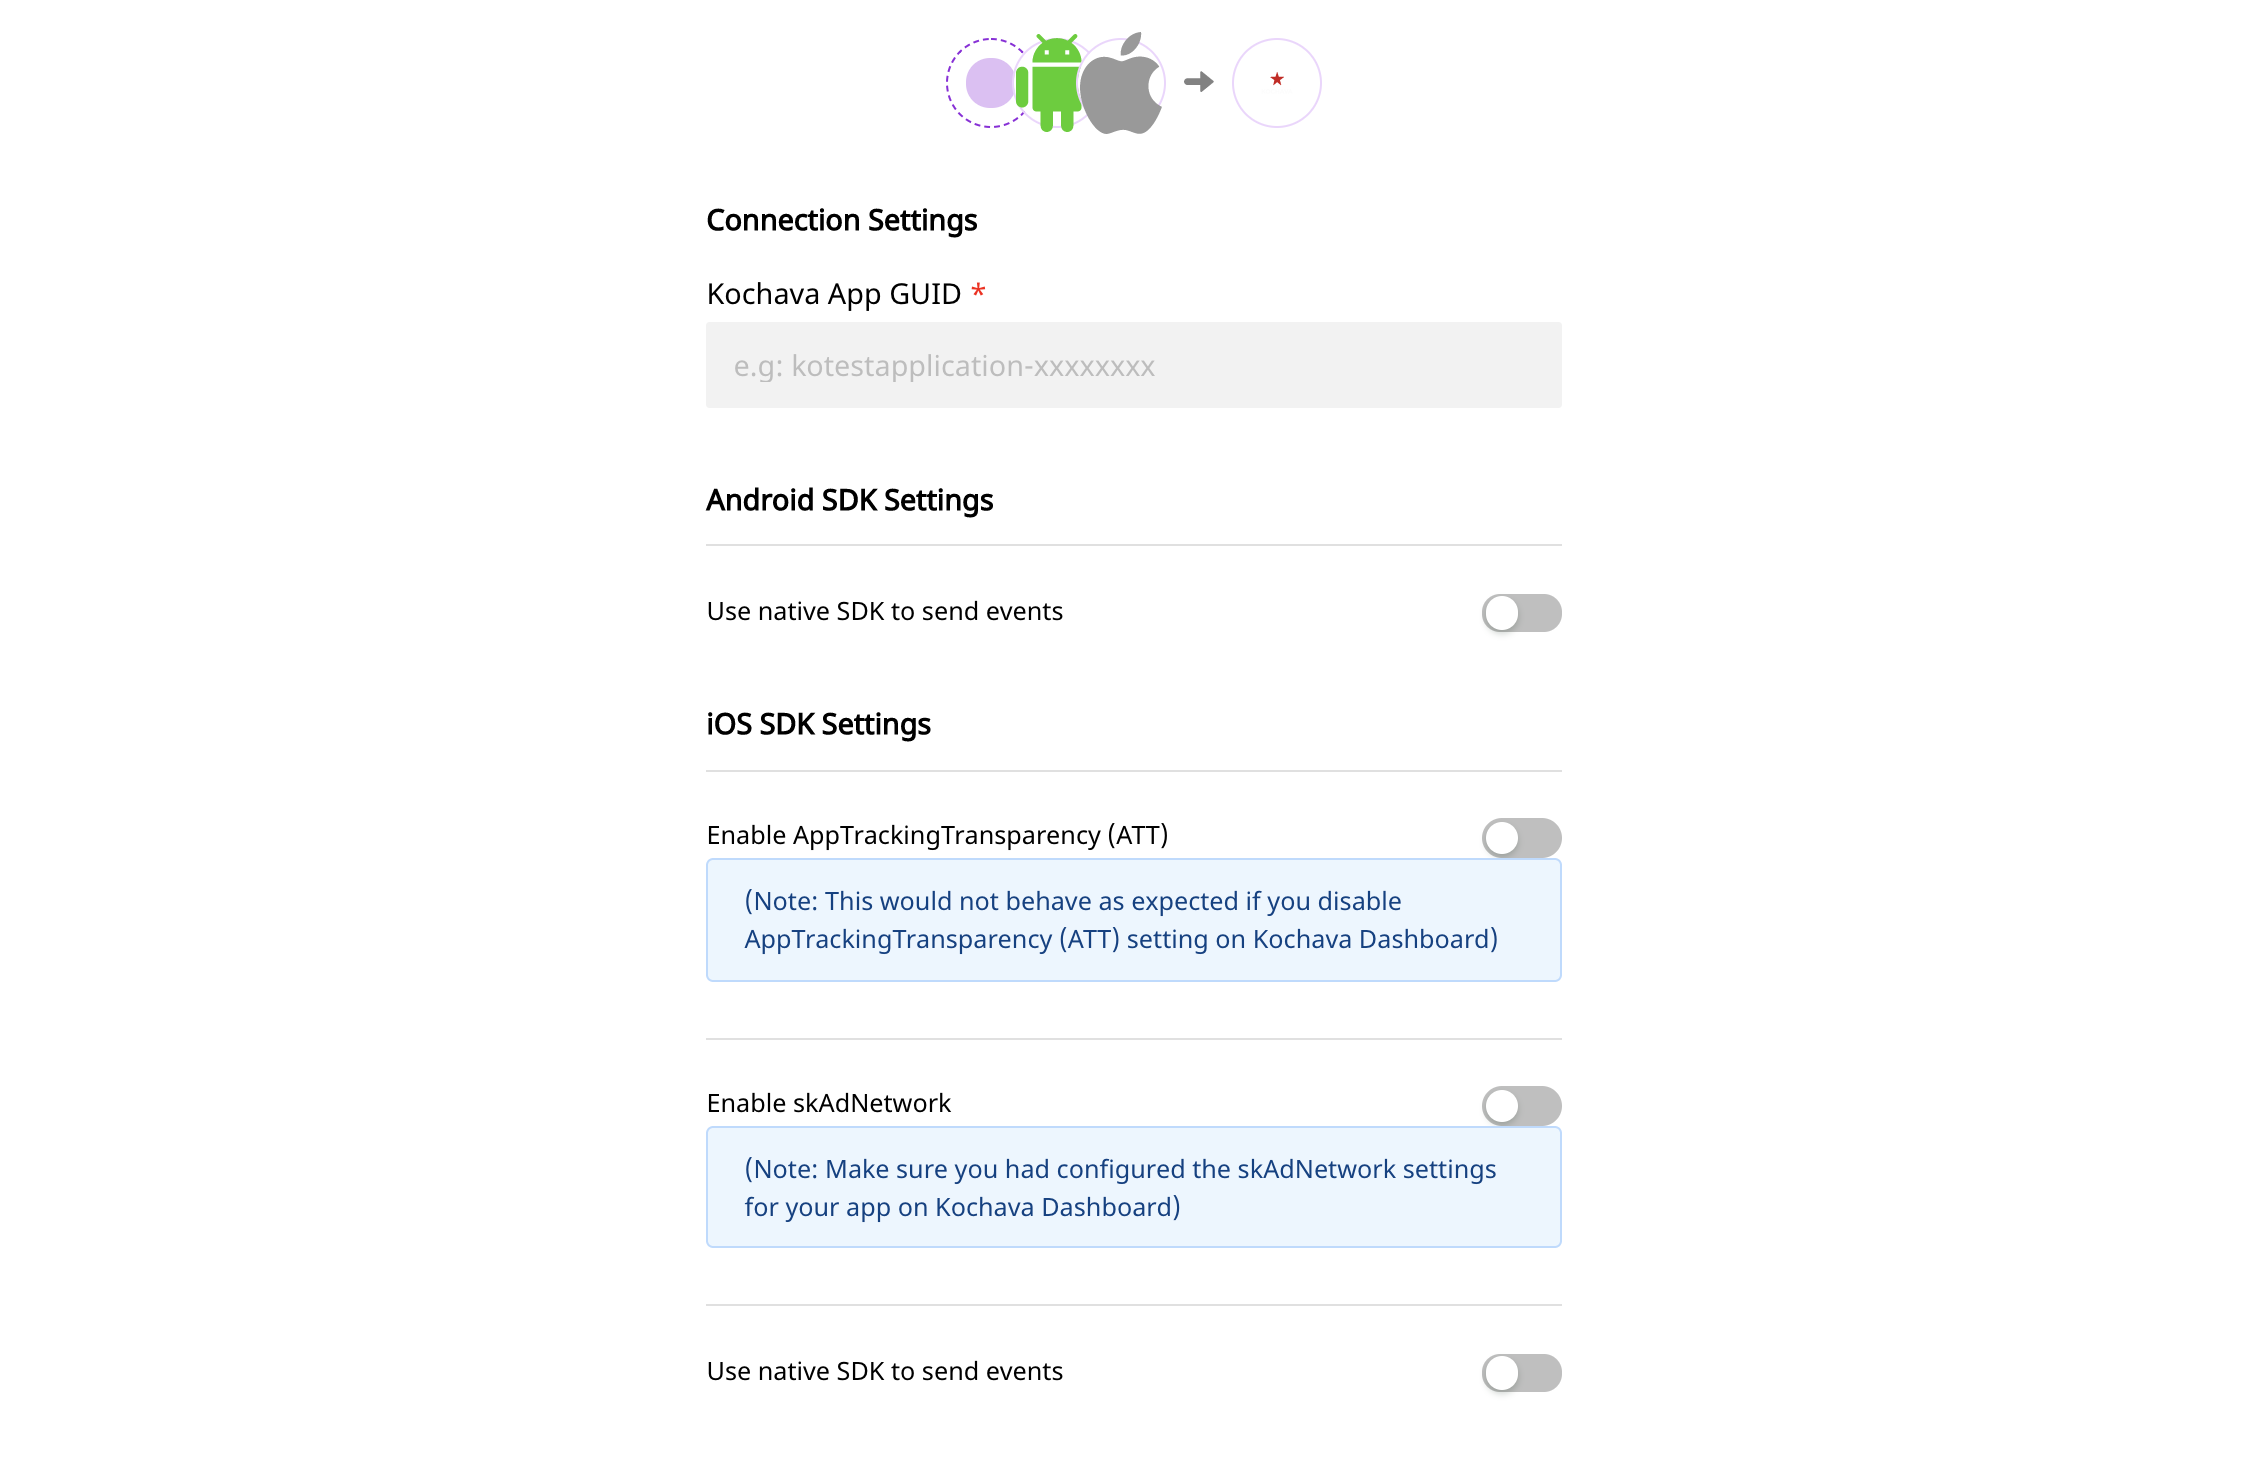 Connection Settings
Kochava App GUID *
e.g: kotestapplication-xxxxxxxx
Android SDK Settings
Use native SDK to send events
iOS SDK Settings
Enable AppTrackingTransparency (ATT)
(Note: This would not behave as expected if you disable
AppTrackingTransparency (ATT) setting on Kochava Dashboard)
Enable skAdNetwork
(Note: Make sure you had configured the skAdNetwork settings
for your app on Kochava Dashboard)
Use native SDK to send events